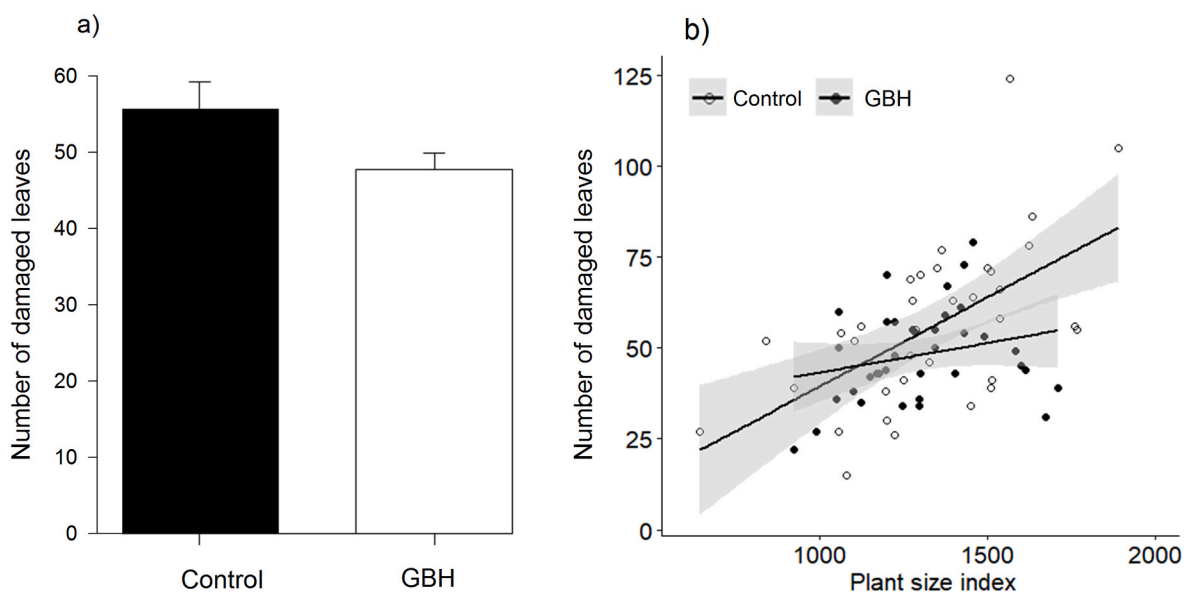 a)
Number of damaged leaves
60
50
40
30
20
10
0
Control
GBH
b)
Number of damaged leaves
125
100
75
50
25
0
Control
GBH
1000
1500
2000
Plant size index